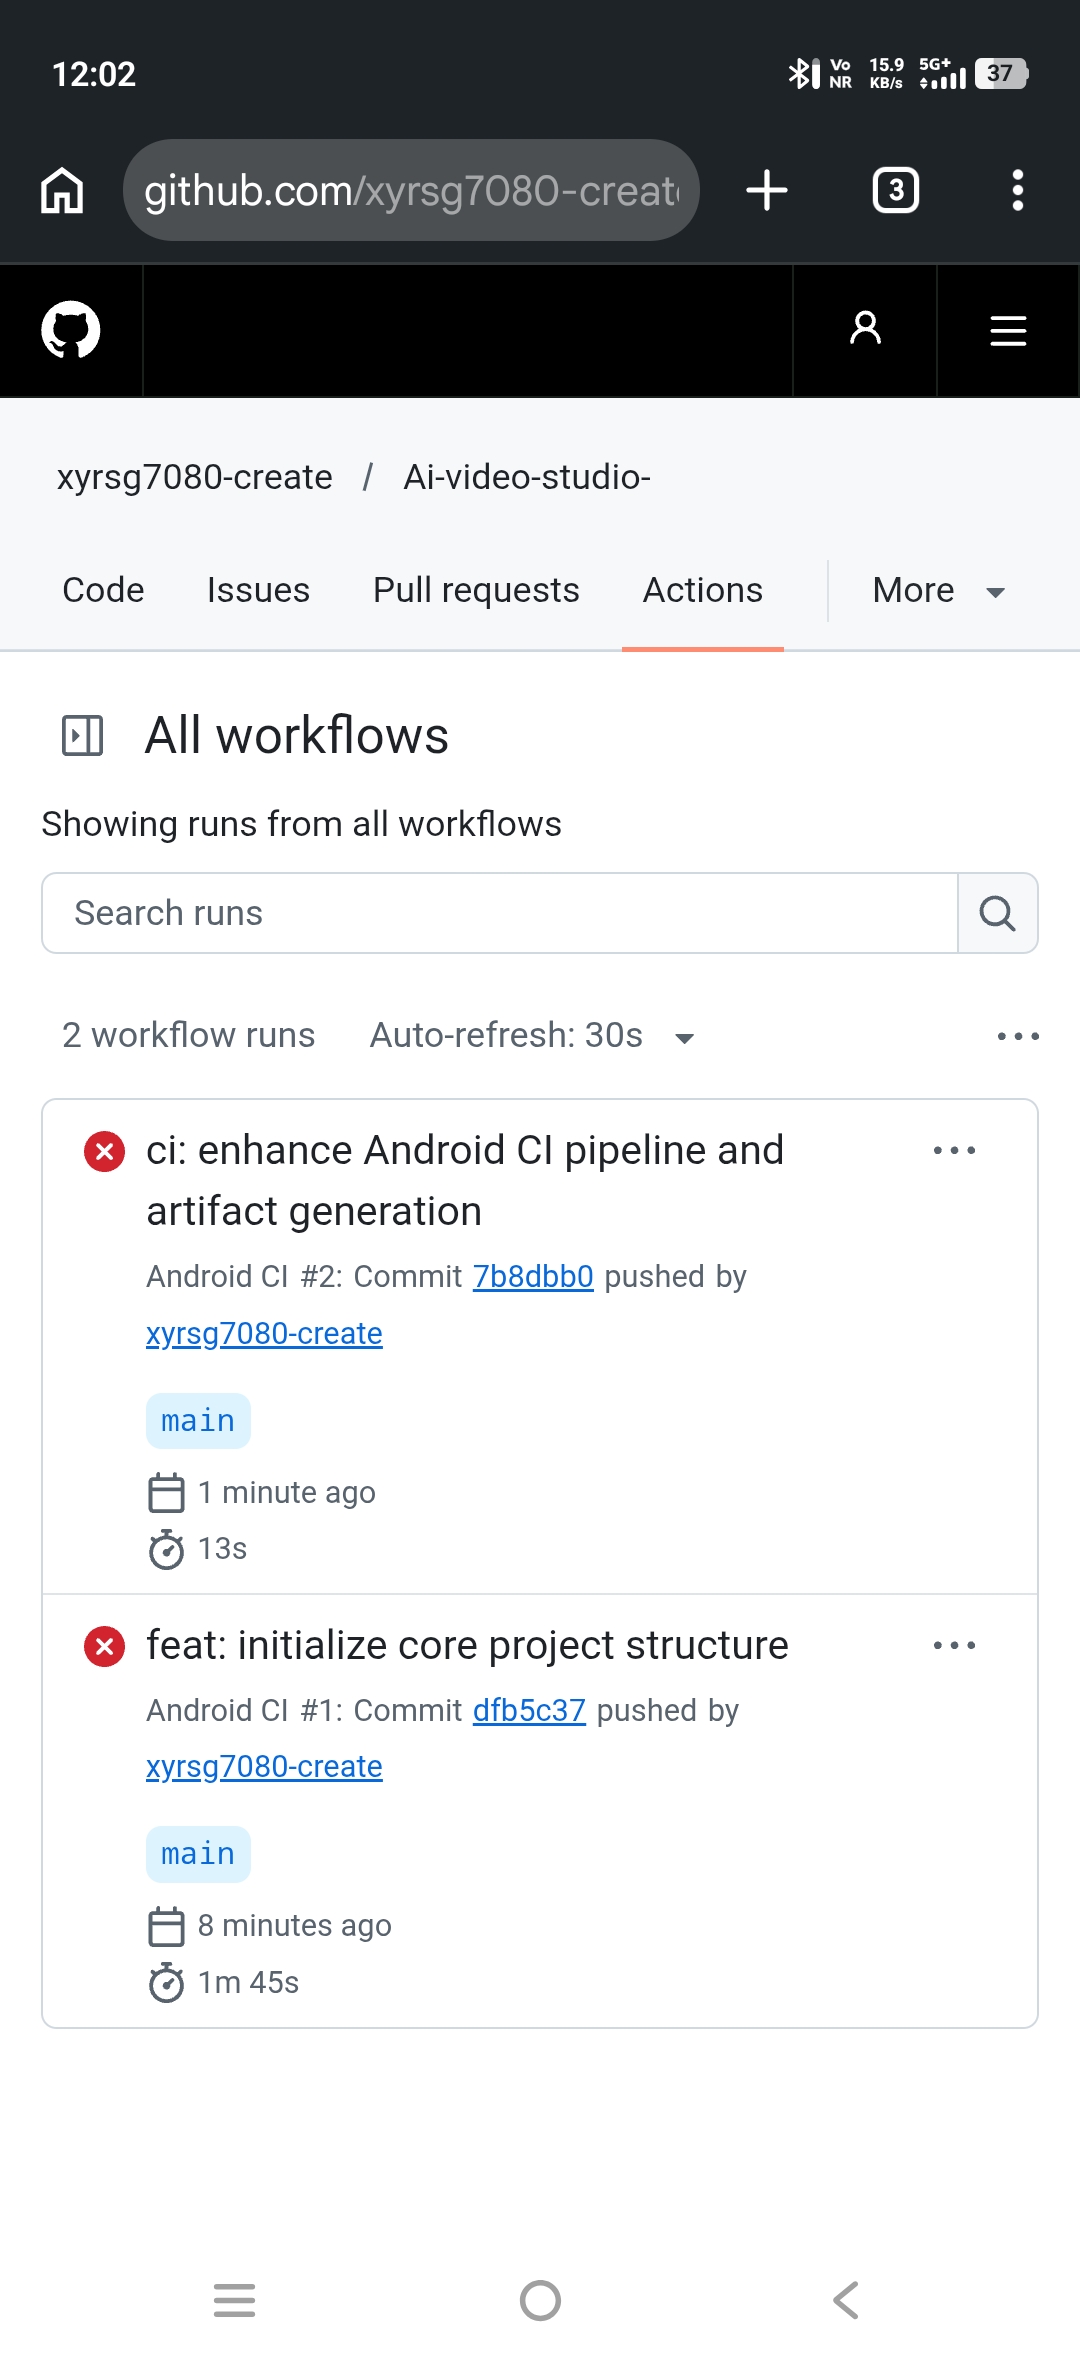 12:02
Vo
NR
15.9
KB/s
5G+
37
github.com/xyrsg7080-creat
3
xyrsg7080-create / Ai-video-studio-
Code Issues Pull requests Actions More
All workflows
Showing runs from all workflows
Search runs
2 workflow runs Auto-refresh: 30s
ci: enhance Android CI pipeline and
artifact generation
Android CI #2: Commit 7b8dbb0 pushed by
xyrsg7080-create
main
1 minute ago
13s
feat: initialize core project structure
Android CI #1: Commit dfb5c37 pushed by
xyrsg7080-create
main
8 minutes ago
1m 45s